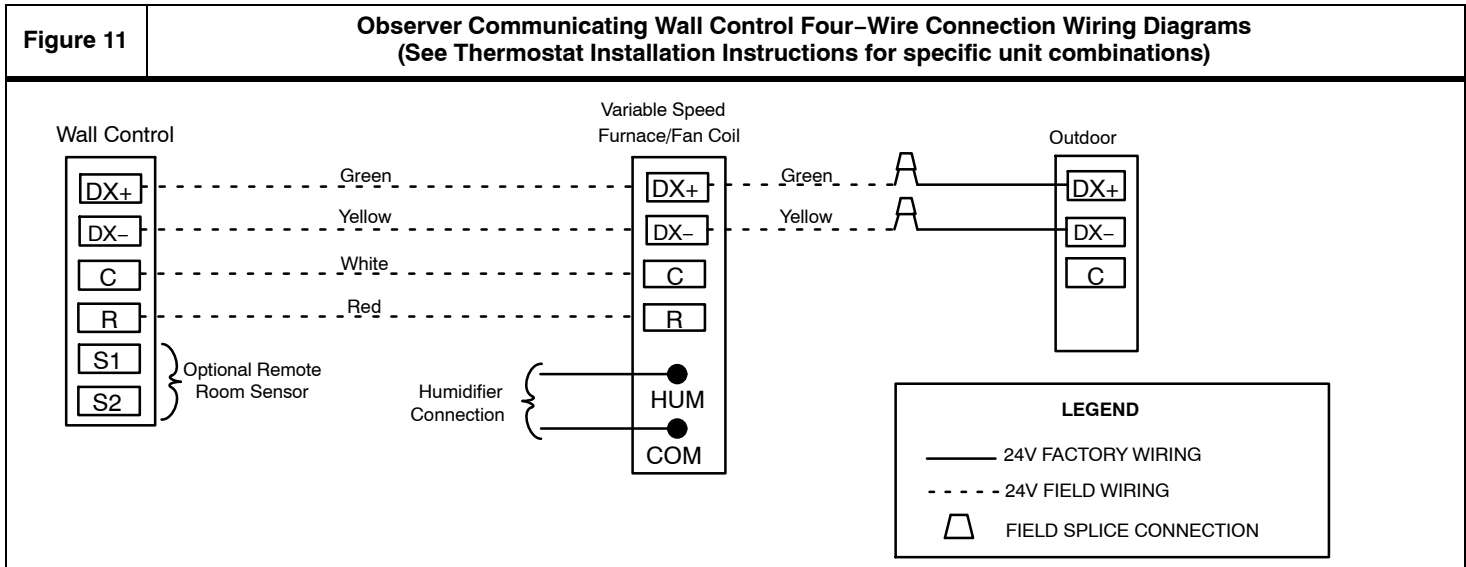 Figure 11
Observer Communicating Wall Control Four−Wire Connection Wiring Diagrams
(See Thermostat Installation Instructions for specific unit combinations)
Wall Control
Variable Speed
Furnace/Fan Coil
Outdoor
DX+
Green
DX+
Green
DX+
DX−
Yellow
DX−
Yellow
DX−
C
White
C
C
R
Red
R
S1
S2
Optional Remote
Room Sensor
Humidifier
Connection
HUM
COM
LEGEND
24V FACTORY WIRING
24V FIELD WIRING
FIELD SPLICE CONNECTION